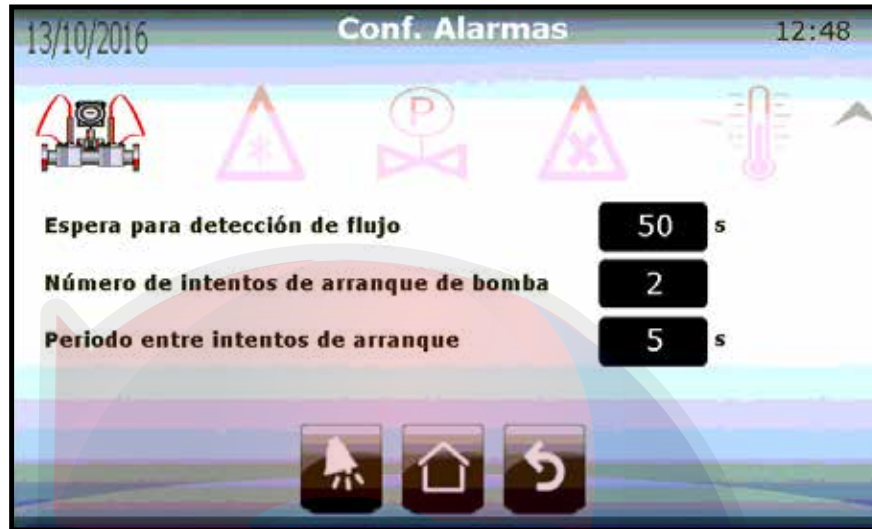 13/10/2016 Conf. Alarmas 12:48
P
Espera para detección de flujo 50 s
Número de intentos de arranque de bomba 2
Periodo entre intentos de arranque 5 s